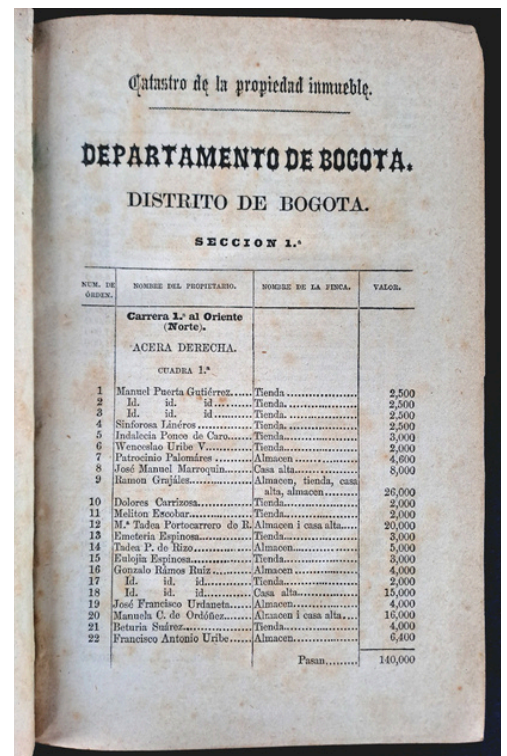 Catastro de la propiedad inmueble.
DEPARTAMENTO DE BOGOTA.
DISTRITO DE BOGOTA.
SECCION 1.ª
NUM. DE ÓRDEN. NOMBRE DEL PROPIETARIO. NOMBRE DE LA FINCA. VALOR.
Carrera 1.ª al Oriente
(Norte).
ACERA DERECHA.
CUADRA 1.ª
1 Manuel Puerta Gutiérrez...... Tienda.................... 2,500
2 Id. id. id.......... Tienda.................... 2,500
3 Id. id. id.......... Tienda.................... 2,500
4 Sinforosa Linéros............ Tienda.................... 2,500
5 Indalecia Ponce de Caro...... Tienda.................... 3,000
6 Wenceslao Uribe V............ Tienda.................... 2,000
7 Patrocinio Palomáres......... Almacen................... 4,600
8 José Manuel Marroquin........ Casa alta................. 8,000
9 Ramon Grajáles............... Almacen, tienda, casa
alta, almacen......... 26,000
10 Dolores Carrizosa............ Tienda.................... 2,000
11 Meliton Escobar.............. Tienda.................... 2,000
12 M.ª Tadea Portocarrero de R. Almacen i casa alta.... 20,000
13 Emeteria Espinosa............ Tienda.................... 3,000
14 Tadea P. de Rizo............. Almacen................... 5,000
15 Eulojia Espinosa............. Tienda.................... 3,000
16 Gonzalo Rámos Ruiz........... Almacen................... 4,000
17 Id. id. id.......... Tienda.................... 2,000
18 Id. id. id.......... Casa alta................. 15,000
19 José Francisco Urdaneta...... Almacen................... 4,000
20 Manuela C. de Ordóñez........ Almacen i casa alta.... 16,000
21 Beturia Suárez............... Tienda.................... 4,000
22 Francisco Antonio Uribe...... Almacen................... 6,400
Pasan......... 140,000